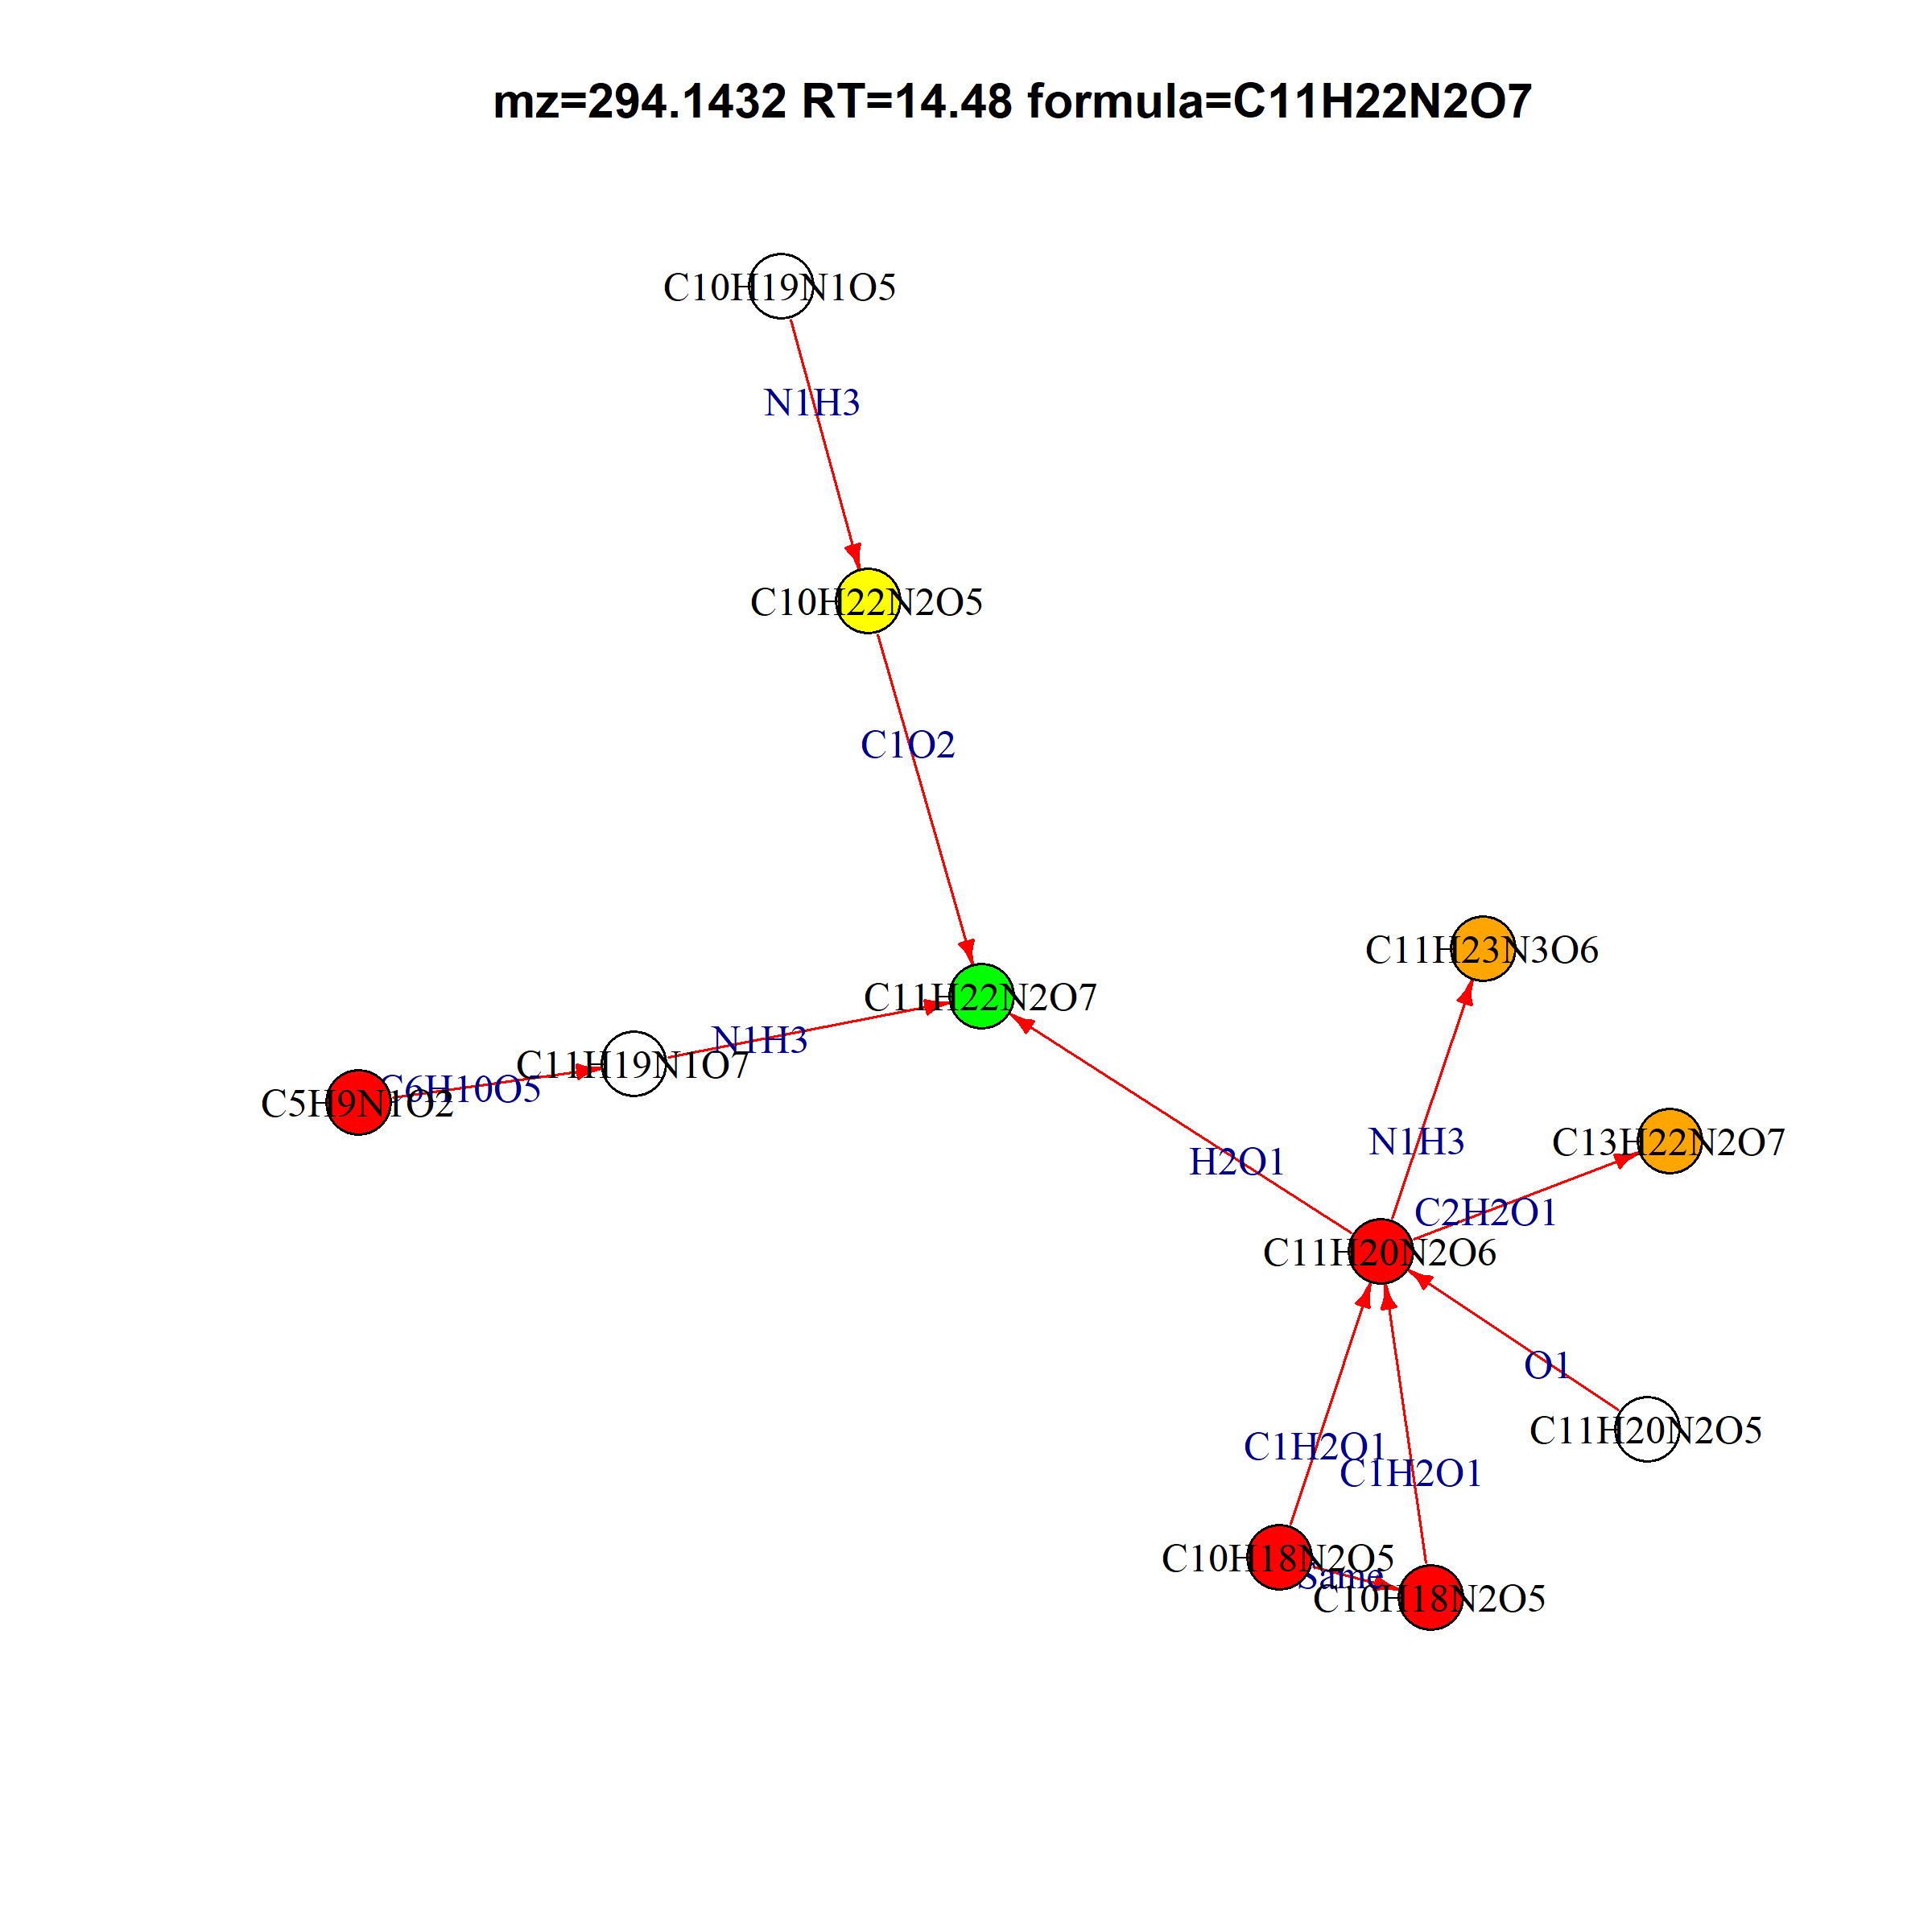 mz=294.1432 RT=14.48 formula=C11H22N2O7
C10H19N1O5
N1H3
C10H22N2O5
C1O2
C11H23N3O6
C11H22N2O7
N1H3
C11H19N1O7
C6H10O5
C5H9N1O2
N1H3
C13H22N2O7
H2O1
C2H2O1
C11H20N2O6
O1
C11H20N2O5
C1H2O1
C1H2O1
C10H18N2O5
Same
C10H18N2O5